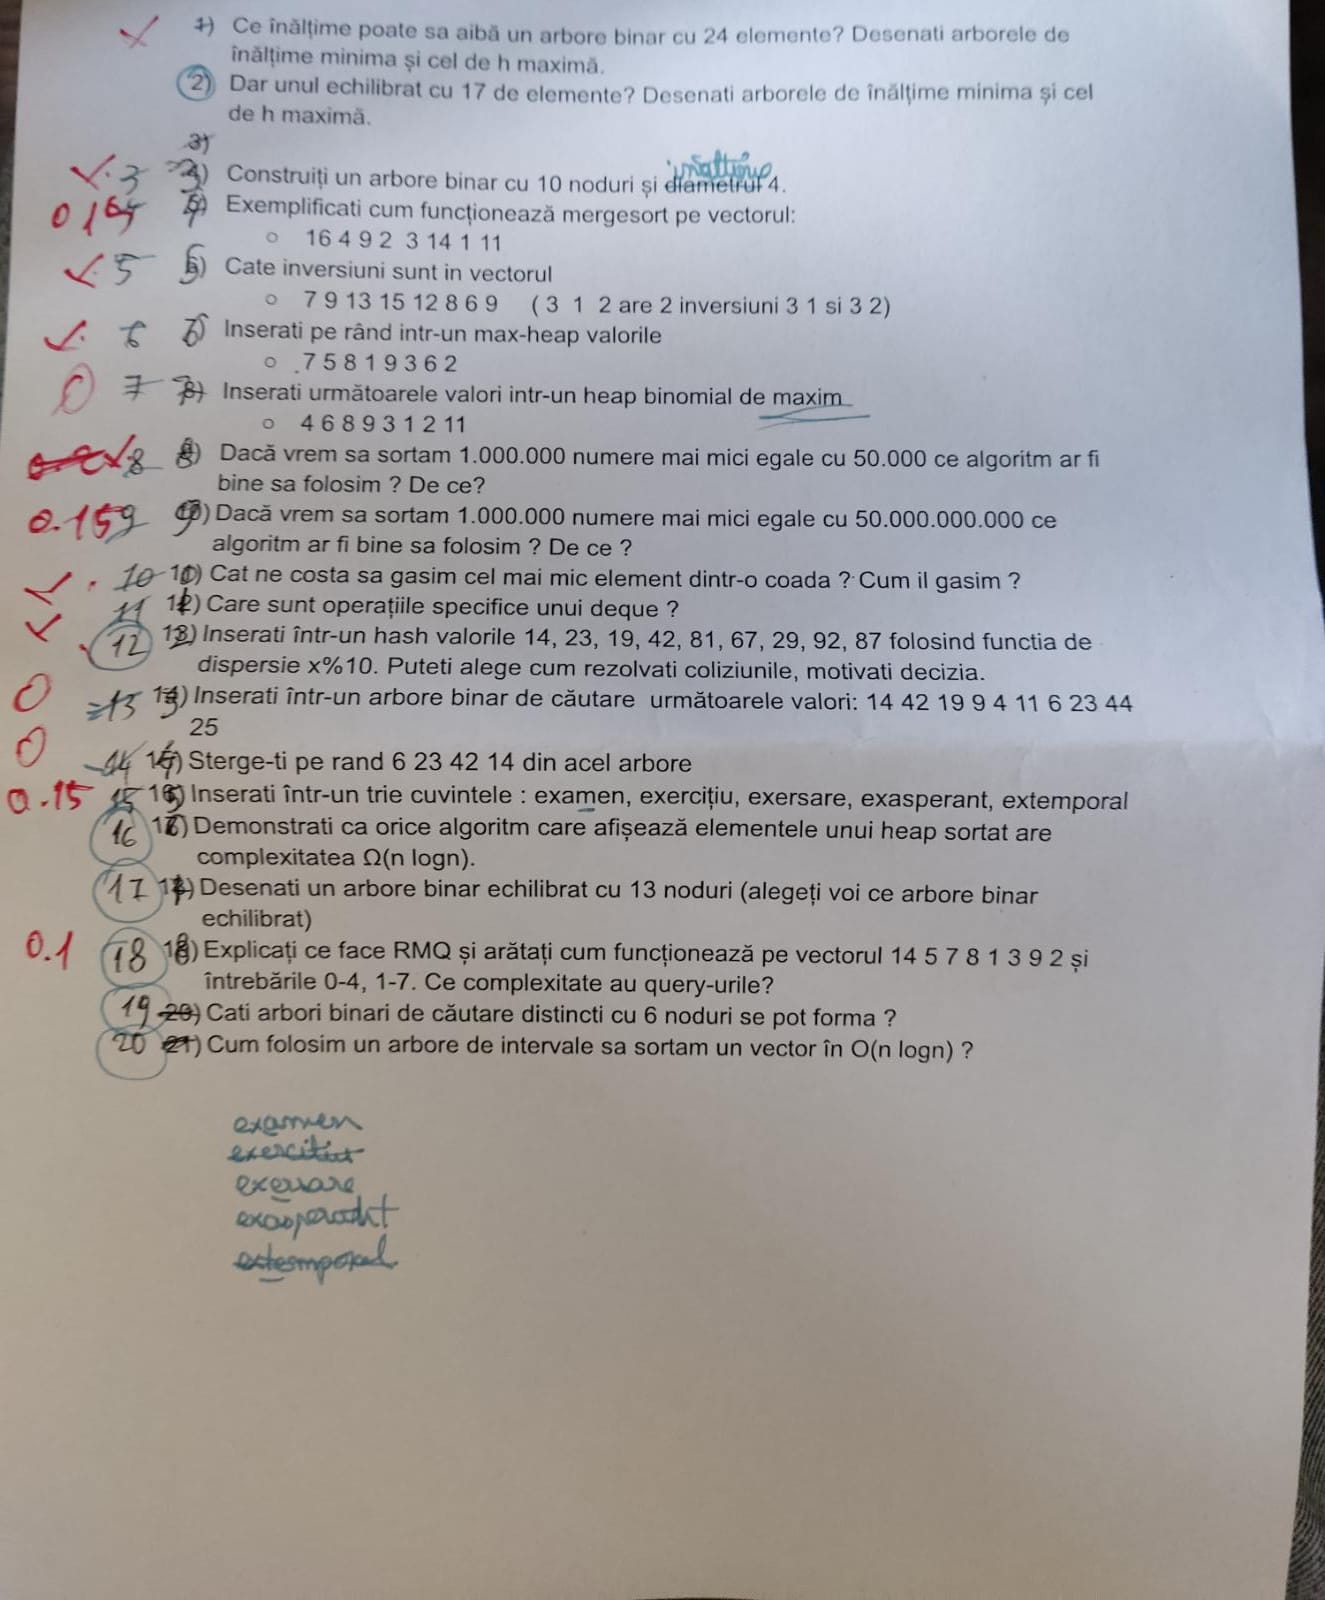 1) Ce înălțime poate sa aibă un arbore binar cu 24 elemente? Desenati arborele de
înălțime minima și cel de h maximă.
2) Dar unul echilibrat cu 17 de elemente? Desenati arborele de înălțime minima și cel
de h maximă.
3)
înălțime
3 3) Construiți un arbore binar cu 10 noduri și diametrul 4.
Exemplificati cum funcționează mergesort pe vectorul:
○ 16 4 9 2 3 14 1 11
5 5) Cate inversiuni sunt in vectorul
○ 7 9 13 15 12 8 6 9 ( 3 1 2 are 2 inversiuni 3 1 si 3 2)
6 6) Inserati pe rând intr-un max-heap valorile
○ 7 5 8 1 9 3 6 2
0 7 Inserati următoarele valori intr-un heap binomial de maxim
○ 4 6 8 9 3 1 2 11
8 8) Dacă vrem sa sortam 1.000.000 numere mai mici egale cu 50.000 ce algoritm ar fi
bine sa folosim ? De ce?
0.15 9 9) Dacă vrem sa sortam 1.000.000 numere mai mici egale cu 50.000.000.000 ce
algoritm ar fi bine sa folosim ? De ce ?
10 10) Cat ne costa sa gasim cel mai mic element dintr-o coada ? Cum il gasim ?
11 11) Care sunt operațiile specifice unui deque ?
12 12) Inserati într-un hash valorile 14, 23, 19, 42, 81, 67, 29, 92, 87 folosind functia de
dispersie x%10. Puteti alege cum rezolvati coliziunile, motivati decizia.
0 13 13) Inserati într-un arbore binar de căutare următoarele valori: 14 42 19 9 4 11 6 23 44
25
0 14 14) Sterge-ti pe rand 6 23 42 14 din acel arbore
0.15 15 15) Inserati într-un trie cuvintele : examen, exercițiu, exersare, exasperant, extemporal
16 16) Demonstrati ca orice algoritm care afișează elementele unui heap sortat are
complexitatea Ω(n logn).
17 17) Desenati un arbore binar echilibrat cu 13 noduri (alegeți voi ce arbore binar
echilibrat)
0.1 18 18) Explicați ce face RMQ și arătați cum funcționează pe vectorul 14 5 7 8 1 3 9 2 și
întrebările 0-4, 1-7. Ce complexitate au query-urile?
19 20) Cati arbori binari de căutare distincti cu 6 noduri se pot forma ?
20 21) Cum folosim un arbore de intervale sa sortam un vector în O(n logn) ?
examen
exercitiu
exersare
extemporal